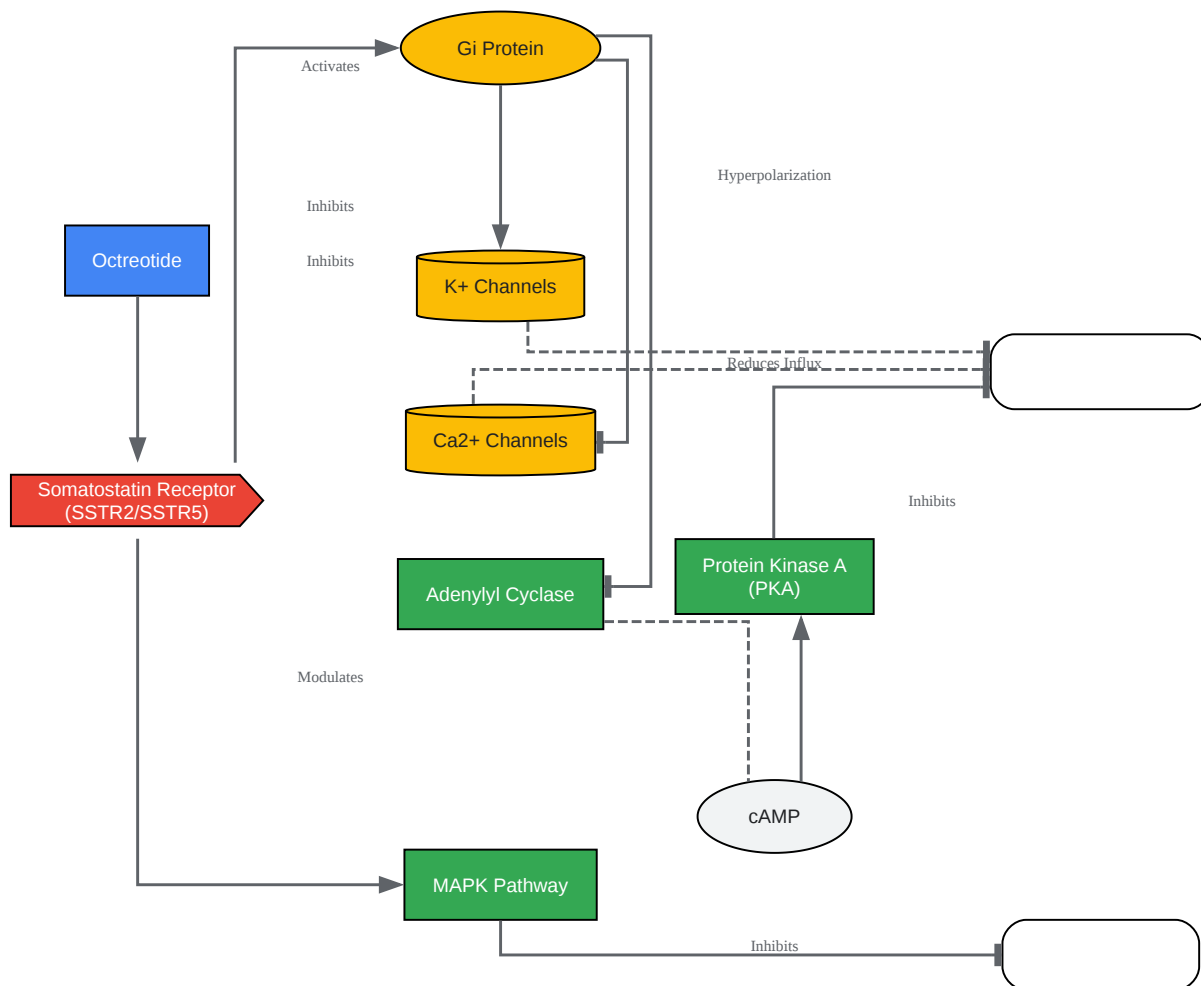 Gi Protein
Activates
Hyperpolarization
Inhibits
Octreotide
Inhibits
K+ Channels
Reduces Influx
Ca2+ Channels
Somatostatin Receptor
(SSTR2/SSTR5)
Inhibits
Protein Kinase A
(PKA)
Adenylyl Cyclase
Modulates
cAMP
MAPK Pathway
Inhibits